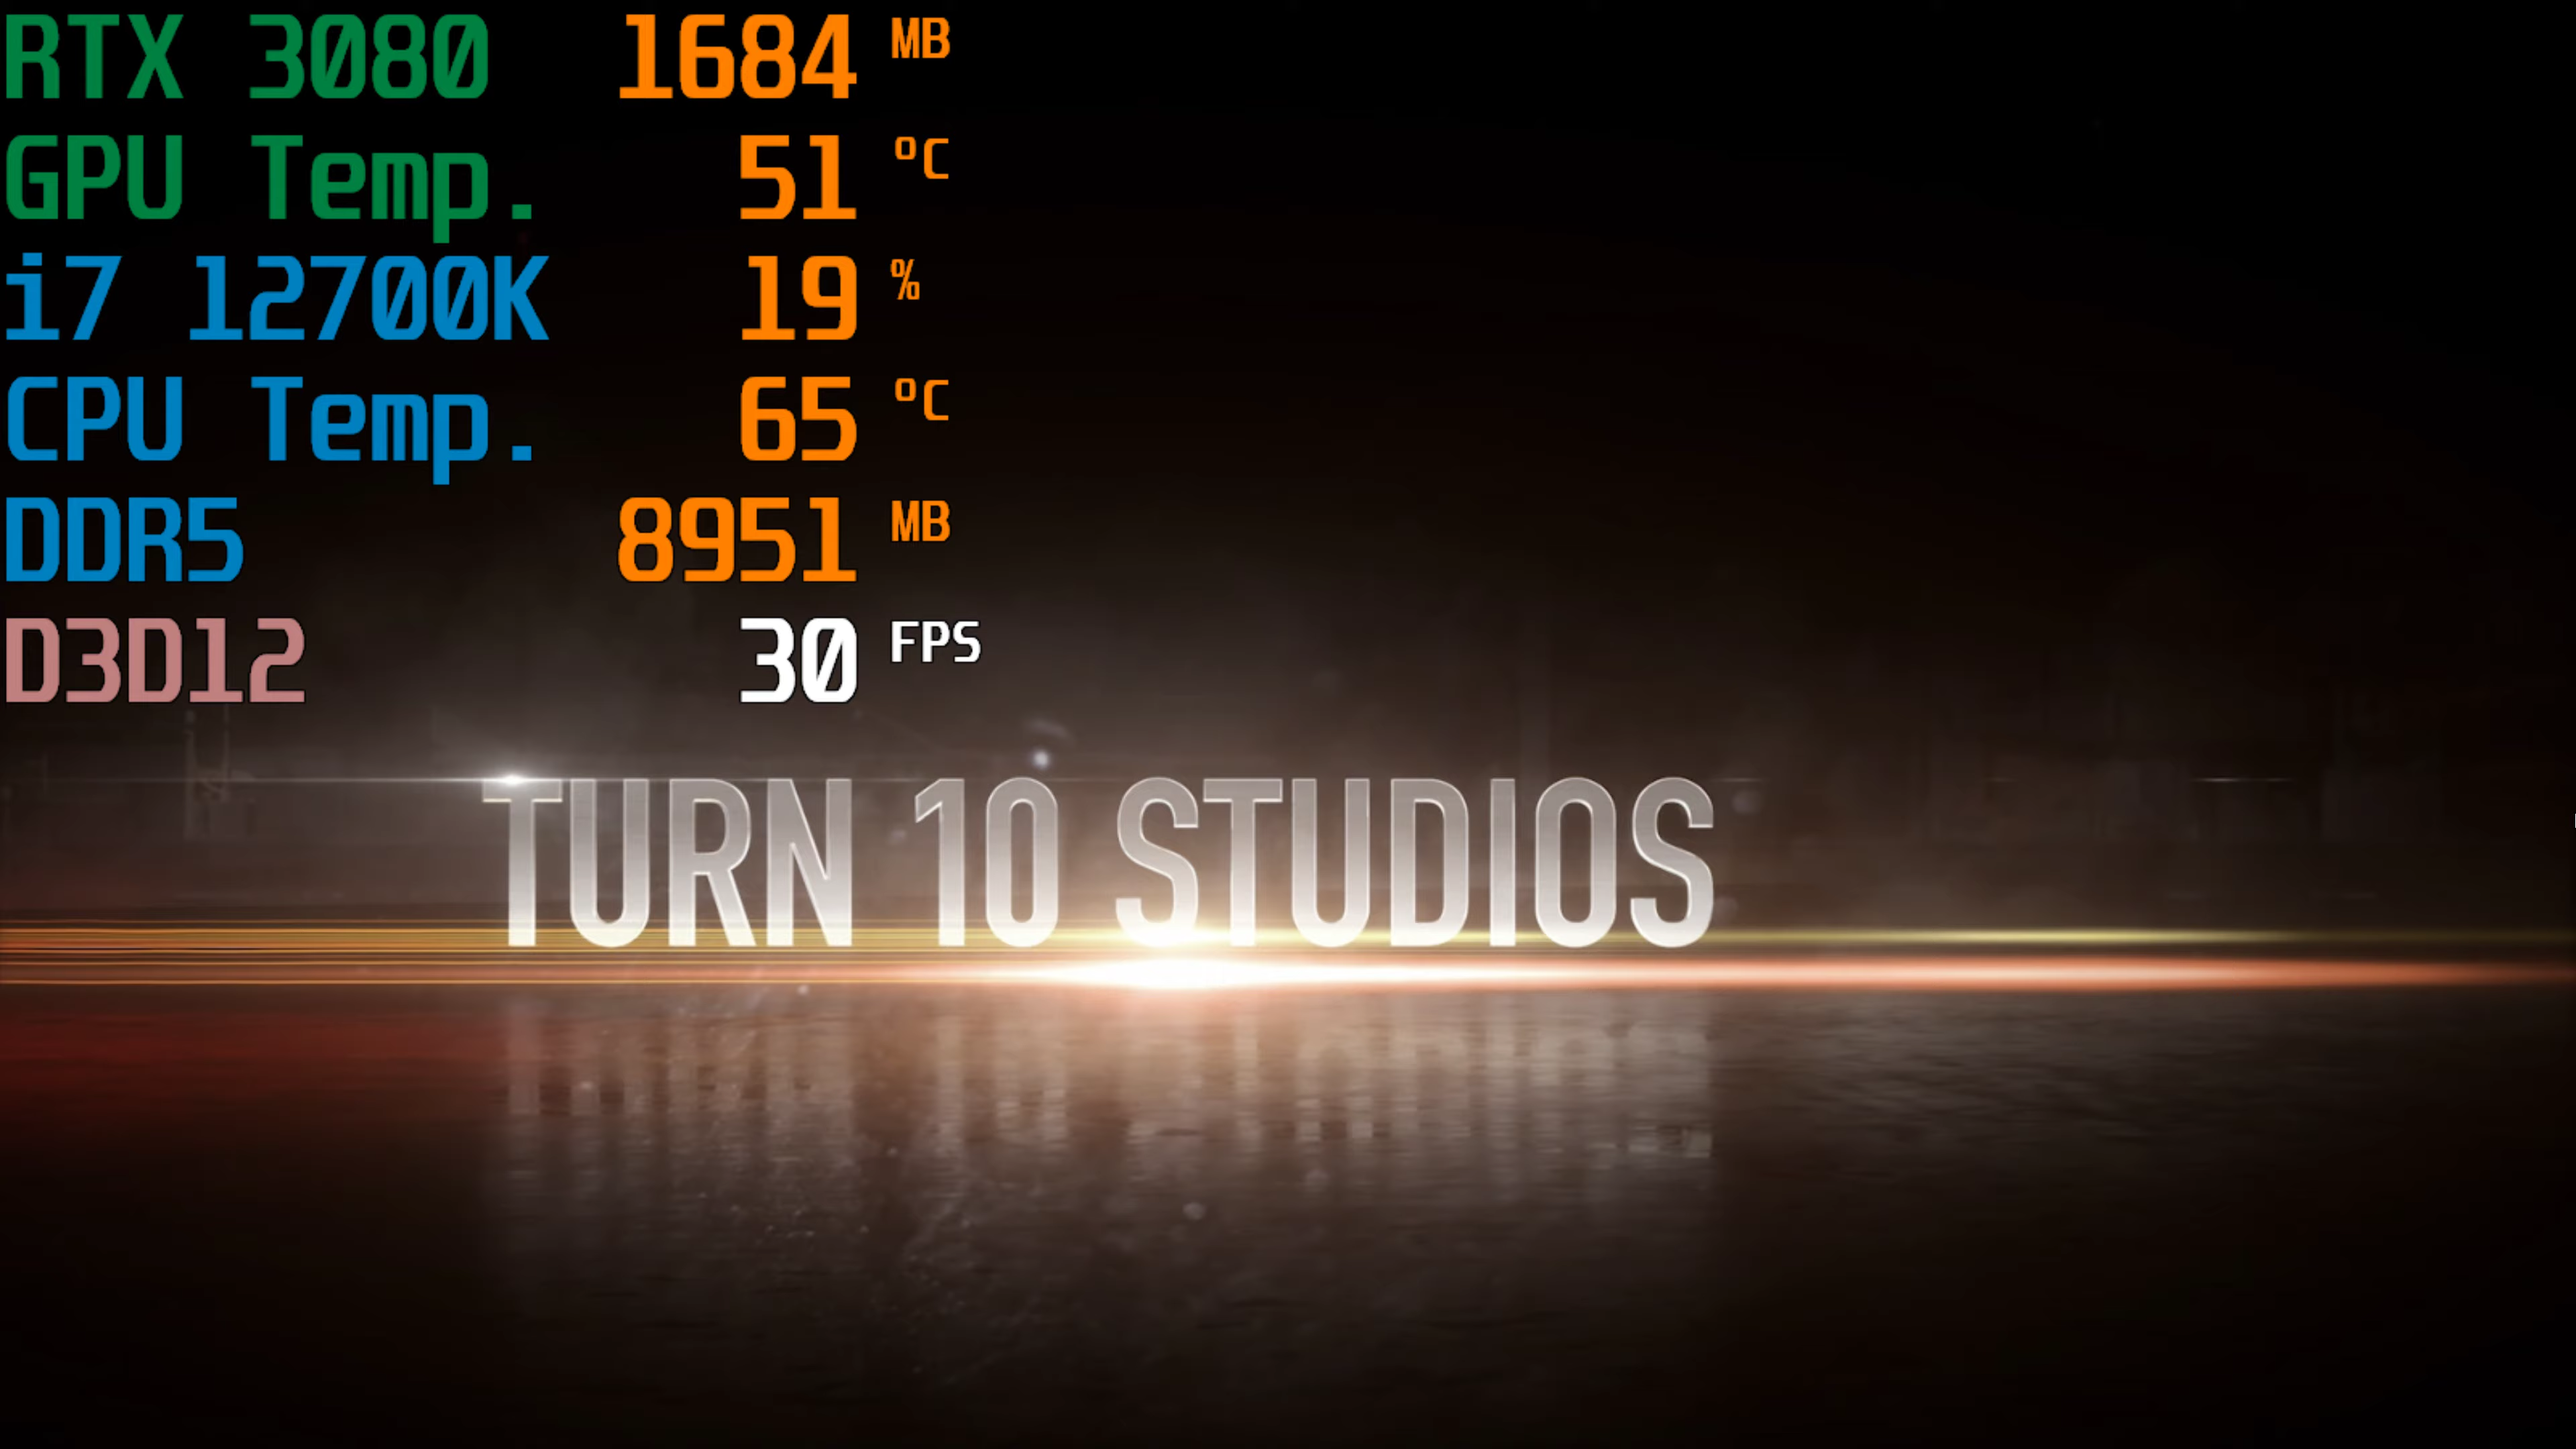 RTX 3080 1684 MB
GPU Temp. 51 °C
i7 12700K 19 %
CPU Temp. 65 °C
DDR5 8951 MB
D3D12 30 FPS
TURN 10 STUDIOS